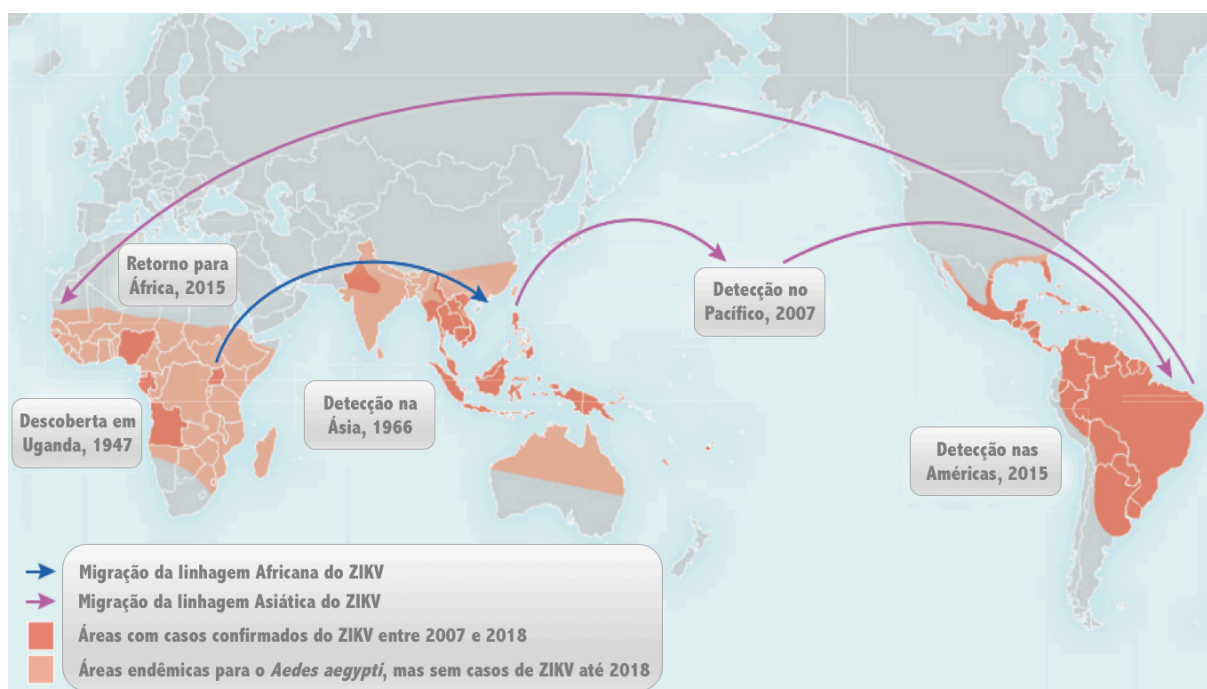 Retorno para
África, 2015
Detecção no
Pacífico, 2007
Descoberta em
Uganda, 1947
Detecção na
Ásia, 1966
Detecção nas
Américas, 2015
Migração da linhagem Africana do ZIKV
Migração da linhagem Asiática do ZIKV
Áreas com casos confirmados do ZIKV entre 2007 e 2018
Áreas endêmicas para o Aedes aegypti, mas sem casos de ZIKV até 2018